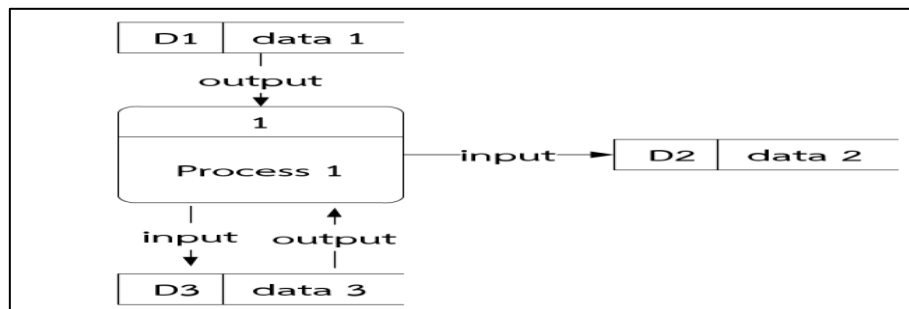 D1 data 1
output
1
Process 1
input
D2 data 2
input output
D3 data 3